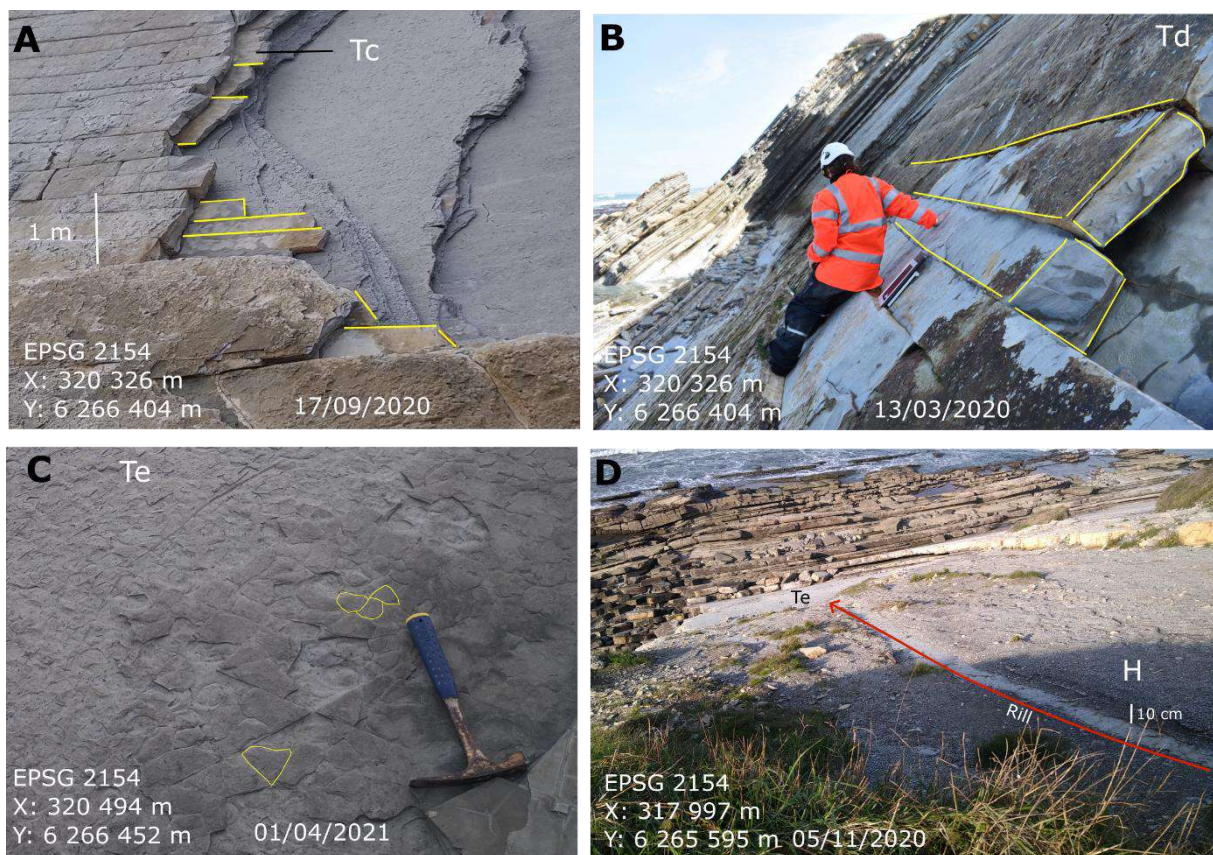 A
Tc
1 m
EPSG 2154
X: 320 326 m
Y: 6 266 404 m
17/09/2020
B
Td
EPSG 2154
X: 320 326 m
Y: 6 266 404 m
13/03/2020
C
Te
EPSG 2154
X: 320 494 m
Y: 6 266 452 m
01/04/2021
D
Te
H
10 cm
Rill
EPSG 2154
X: 317 997 m
Y: 6 265 595 m
05/11/2020